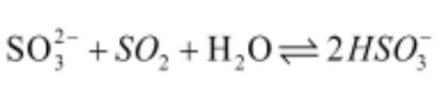 SO₃²⁻ + SO₂ + H₂O ⇌ 2HSO₃⁻